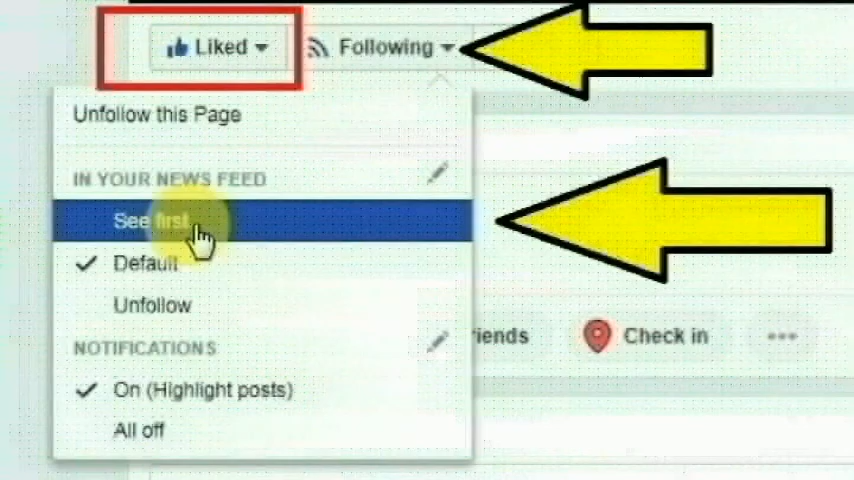 Liked Following
Unfollow this Page
IN YOUR NEWS FEED
See first
Default
Unfollow
NOTIFICATIONS
riends Check in
On (Highlight posts)
All off